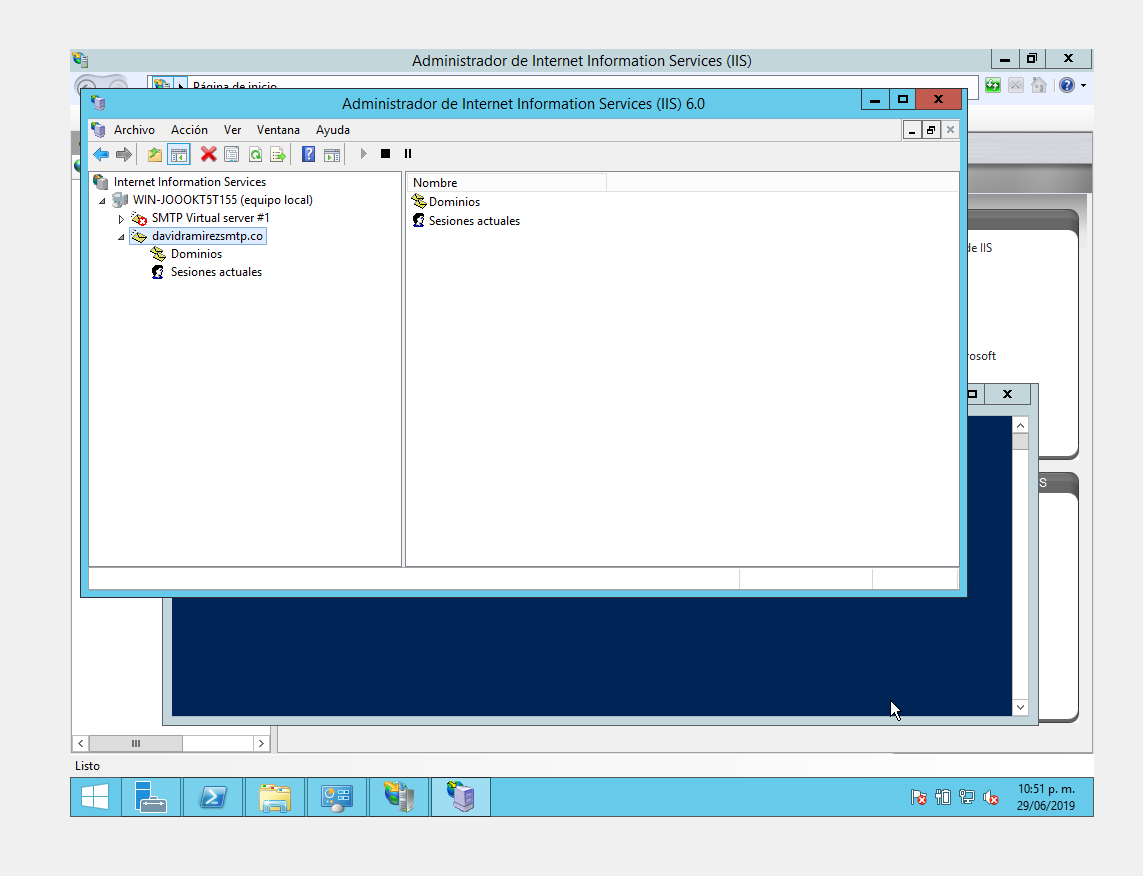 Administrador de Internet Information Services (IIS)
Página de inicio
Administrador de Internet Information Services (IIS) 6.0
Archivo Acción Ver Ventana Ayuda
Internet Information Services
WIN-JOOOKT5T155 (equipo local)
SMTP Virtual server #1
davidramirezsmtp.co
Dominios
Sesiones actuales
Nombre
Dominios
Sesiones actuales
de IIS
rosoft
S
Listo
10:51 p. m.
29/06/2019